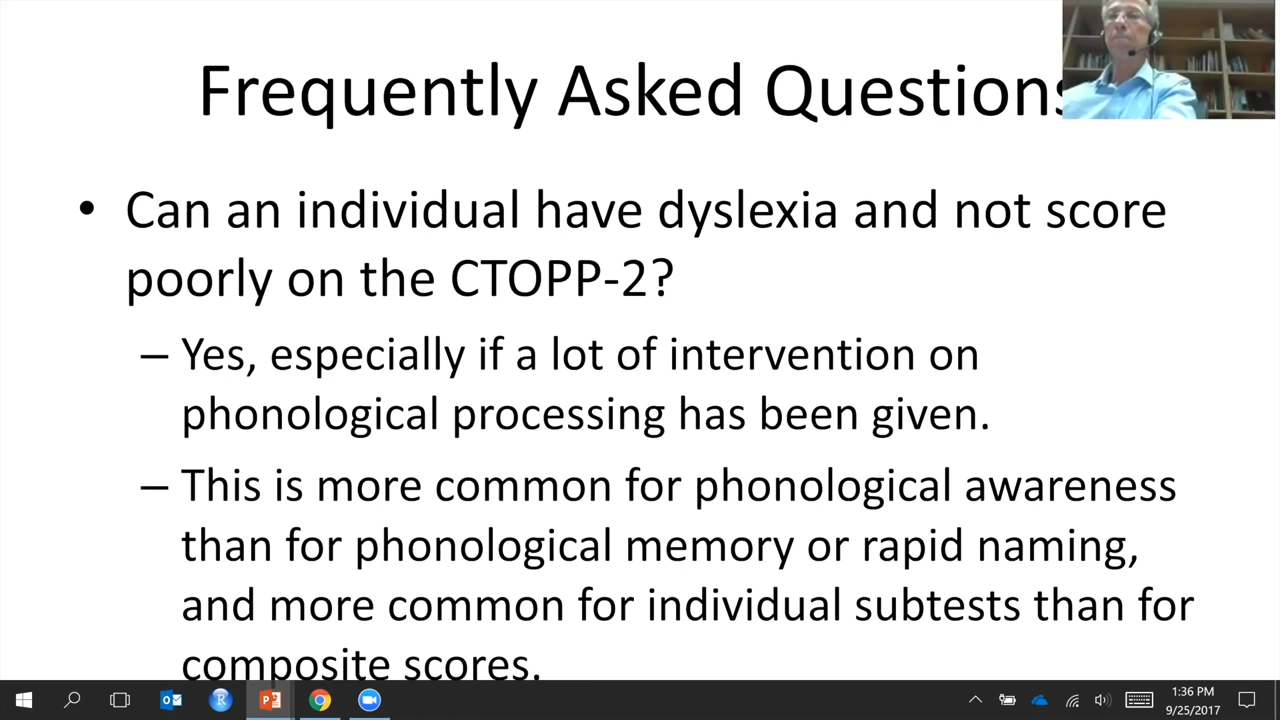 Frequently Asked Questions
• Can an individual have dyslexia and not score
poorly on the CTOPP-2?
– Yes, especially if a lot of intervention on
phonological processing has been given.
– This is more common for phonological awareness
than for phonological memory or rapid naming,
and more common for individual subtests than for
composite scores.
1:36 PM
9/25/2017